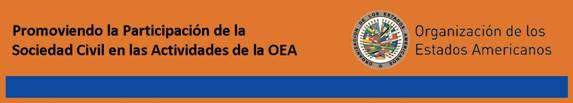 Promoviendo la Participación de la
Sociedad Civil en las Actividades de la OEA
Organización de los
Estados Americanos